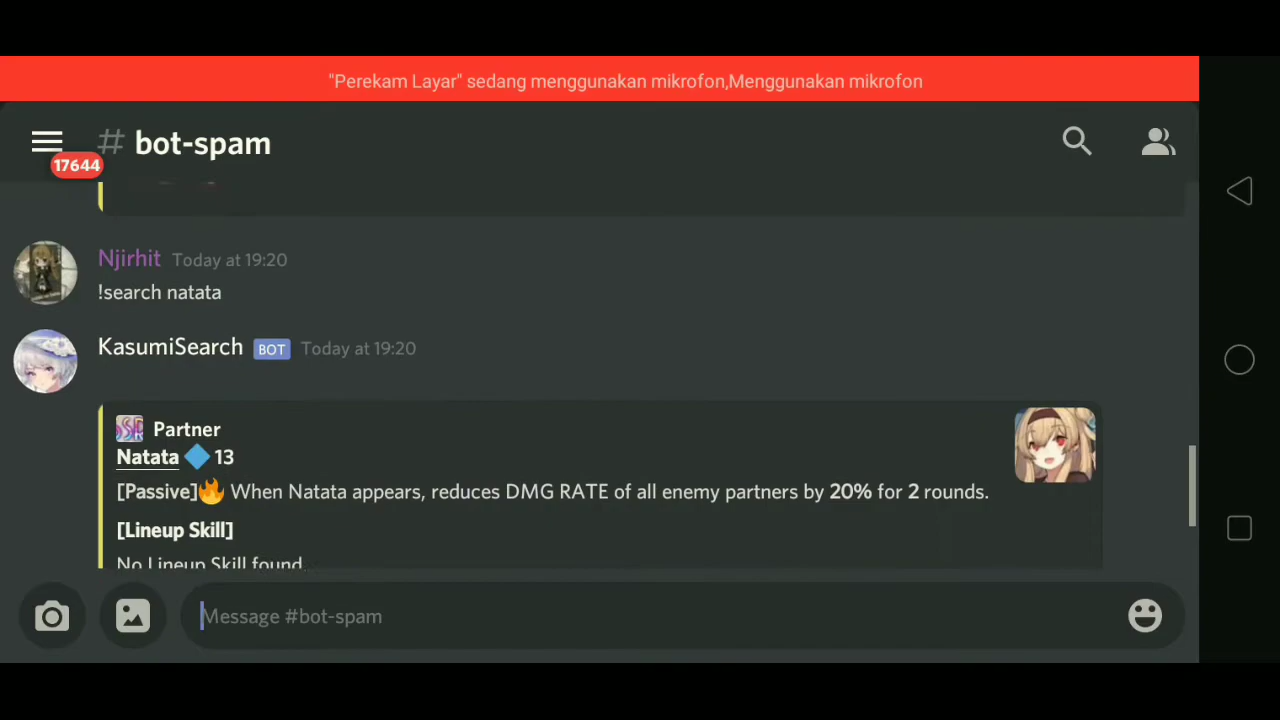 "Perekam Layar" sedang menggunakan mikrofon,Menggunakan mikrofon
# bot-spam
17644
Njirhit Today at 19:20
!search natata
KasumiSearch BOT Today at 19:20
SSR Partner
Natata 🔷 13
[Passive]🔥 When Natata appears, reduces DMG RATE of all enemy partners by 20% for 2 rounds.
[Lineup Skill]
No Lineup Skill found.
Message #bot-spam